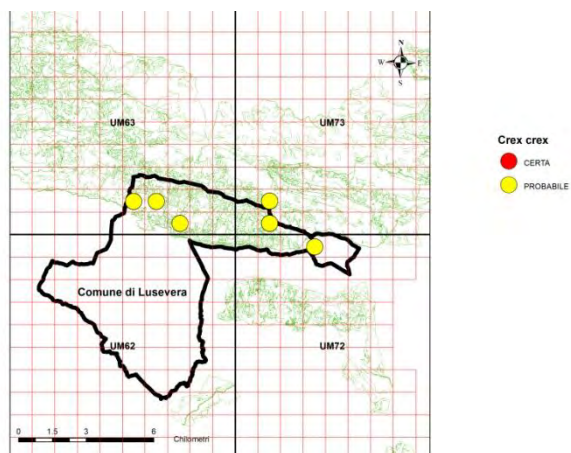 N
W E
S
UM63
UM73
Crex crex
CERTA
PROBABILE
Comune di Lusevera
UM62
UM72
0 1.5 3 6
Chilometri